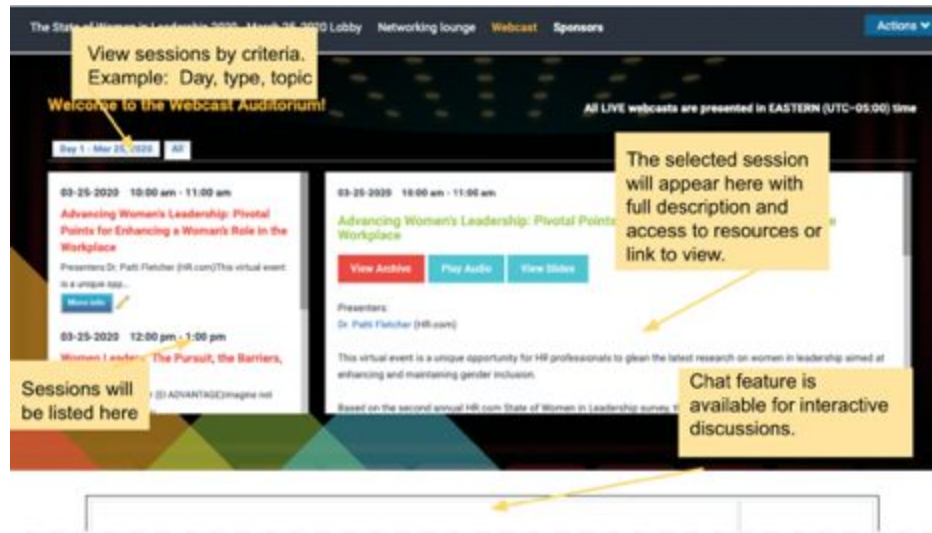 The State of Women in Leadership 2020 - March 25, 2020 Lobby Networking lounge Webcast Sponsors Actions
View sessions by criteria.
Example: Day, type, topic
Welcome to the Webcast Auditorium!
All LIVE webcasts are presented in EASTERN (UTC-05:00) time
Day 1 - Mar 25, 2020 All
03-25-2020 10:00 am - 11:00 am
Advancing Women's Leadership: Pivotal
Points for Enhancing a Woman's Role in the
Workplace
Presenters:Dr. Patti Fletcher (HR.com)This virtual event
is a unique opp...
More info
03-25-2020 12:00 pm - 1:00 pm
Women Leaders: The Pursuit, the Barriers,
(EI ADVANTAGE)Imagine not
Sessions will
be listed here
03-25-2020 10:00 am - 11:00 am
Advancing Women's Leadership: Pivotal Points
Workplace
View Archive Play Audio View Slides
Presenters:
Dr. Patti Fletcher (HR.com)
This virtual event is a unique opportunity for HR professionals to glean the latest research on women in leadership aimed at
enhancing and maintaining gender inclusion.
Based on the second annual HR.com State of Women in Leadership survey,
The selected session
will appear here with
full description and
access to resources or
link to view.
Chat feature is
available for interactive
discussions.